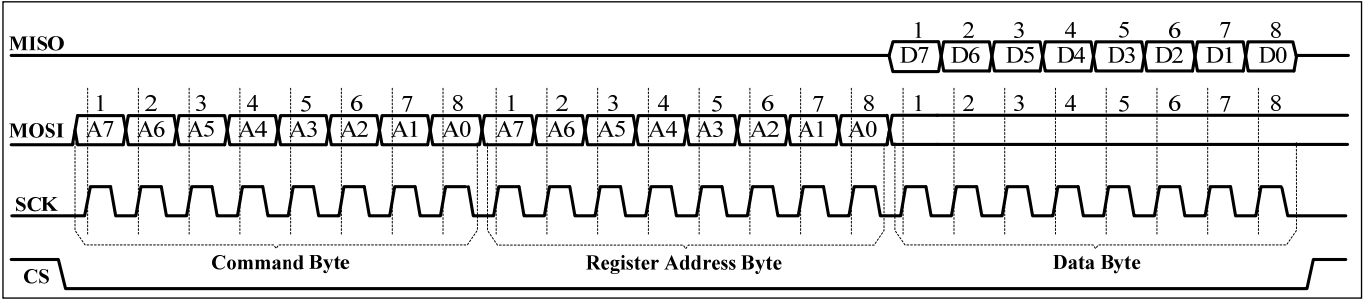 1 2 3 4 5 6 7 8
MISO D7 D6 D5 D4 D3 D2 D1 D0
1 2 3 4 5 6 7 8 1 2 3 4 5 6 7 8 1 2 3 4 5 6 7 8
MOSI A7 A6 A5 A4 A3 A2 A1 A0 A7 A6 A5 A4 A3 A2 A1 A0
SCK
Command Byte Register Address Byte Data Byte
CS